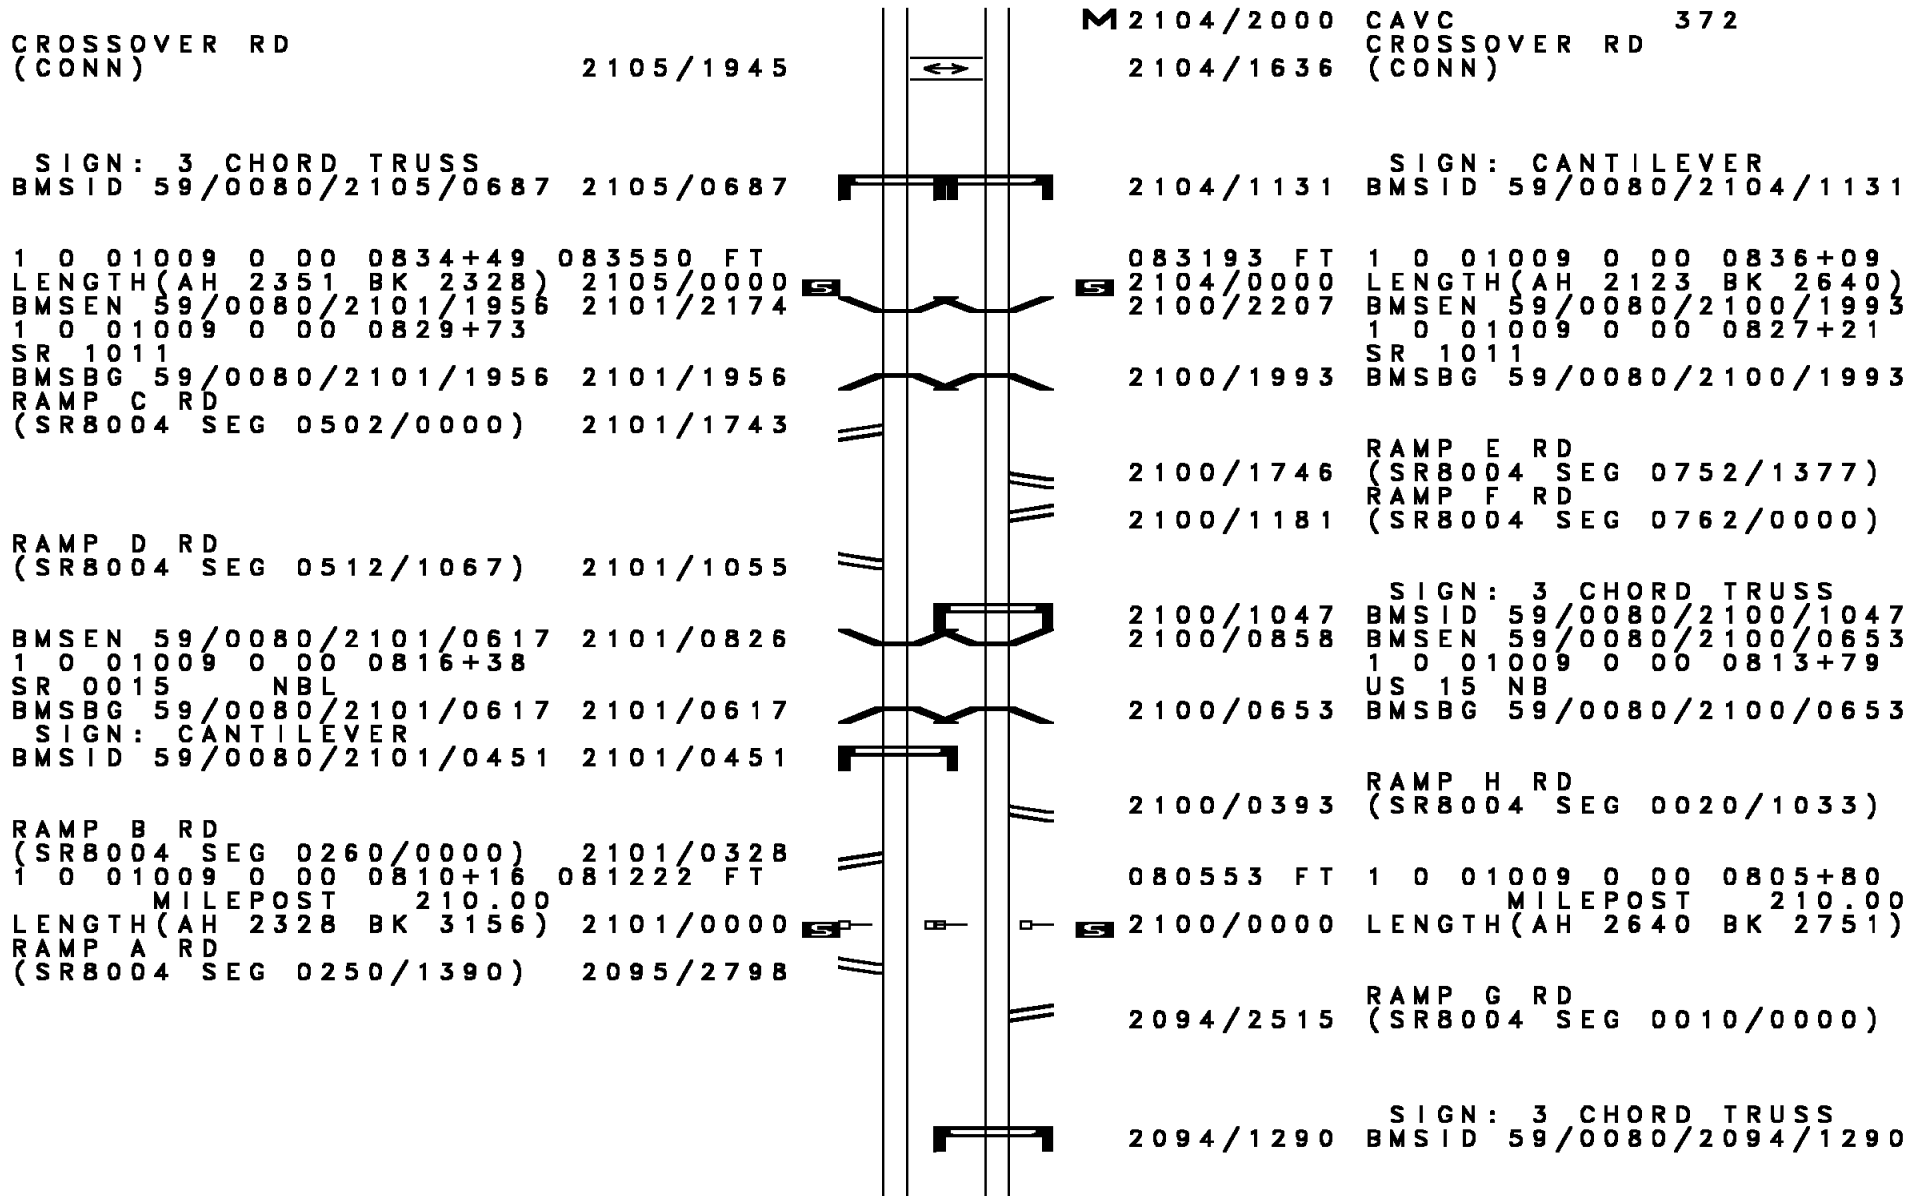 M 2104/2000 CAVC 372
CROSSOVER RD CROSSOVER RD
(CONN) 2105/1945 2104/1636 (CONN)
SIGN: 3 CHORD TRUSS SIGN: CANTILEVER
BMSID 59/0080/2105/0687 2105/0687 2104/1131 BMSID 59/0080/2104/1131
1 0 01009 0 00 0834+49 083550 FT 083193 FT 1 0 01009 0 00 0836+09
LENGTH(AH 2351 BK 2328) 2105/0000 S S 2104/0000 LENGTH(AH 2123 BK 2640)
BMSEN 59/0080/2101/1956 2101/2174 2100/2207 BMSEN 59/0080/2100/1993
1 0 01009 0 00 0829+73 1 0 01009 0 00 0827+21
SR 1011 SR 1011
BMSBG 59/0080/2101/1956 2101/1956 2100/1993 BMSBG 59/0080/2100/1993
RAMP C RD
(SR8004 SEG 0502/0000) 2101/1743
RAMP E RD
2100/1746 (SR8004 SEG 0752/1377)
RAMP F RD
2100/1181 (SR8004 SEG 0762/0000)
RAMP D RD
(SR8004 SEG 0512/1067) 2101/1055
SIGN: 3 CHORD TRUSS
2100/1047 BMSID 59/0080/2100/1047
BMSEN 59/0080/2101/0617 2101/0826 2100/0858 BMSEN 59/0080/2100/0653
1 0 01009 0 00 0816+38 1 0 01009 0 00 0813+79
SR 0015 NBL US 15 NB
BMSBG 59/0080/2101/0617 2101/0617 2100/0653 BMSBG 59/0080/2100/0653
SIGN: CANTILEVER
BMSID 59/0080/2101/0451 2101/0451
RAMP H RD
2100/0393 (SR8004 SEG 0020/1033)
RAMP B RD
(SR8004 SEG 0260/0000) 2101/0328
1 0 01009 0 00 0810+16 081222 FT 080553 FT 1 0 01009 0 00 0805+80
MILEPOST 210.00 MILEPOST 210.00
LENGTH(AH 2328 BK 3156) 2101/0000 S S 2100/0000 LENGTH(AH 2640 BK 2751)
RAMP A RD
(SR8004 SEG 0250/1390) 2095/2798
RAMP G RD
2094/2515 (SR8004 SEG 0010/0000)
SIGN: 3 CHORD TRUSS
2094/1290 BMSID 59/0080/2094/1290